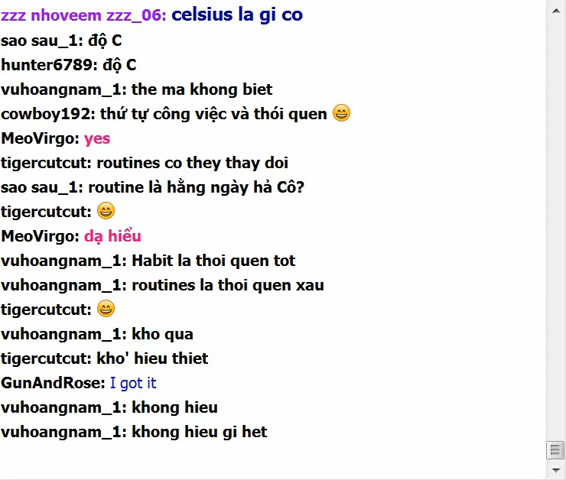 zzz nhoveem zzz_06: celsius la gi co
sao sau_1: độ C
hunter6789: độ C
vuhoangnam_1: the ma khong biet
cowboy192: thứ tự công việc và thói quen 😄
MeoVirgo: yes
tigercutcut: routines co they thay doi
sao sau_1: routine là hằng ngày hả Cô?
tigercutcut: 😄
MeoVirgo: dạ hiểu
vuhoangnam_1: Habit la thoi quen tot
vuhoangnam_1: routines la thoi quen xau
tigercutcut: 😄
vuhoangnam_1: kho qua
tigercutcut: kho' hieu thiet
GunAndRose: I got it
vuhoangnam_1: khong hieu
vuhoangnam_1: khong hieu gi het